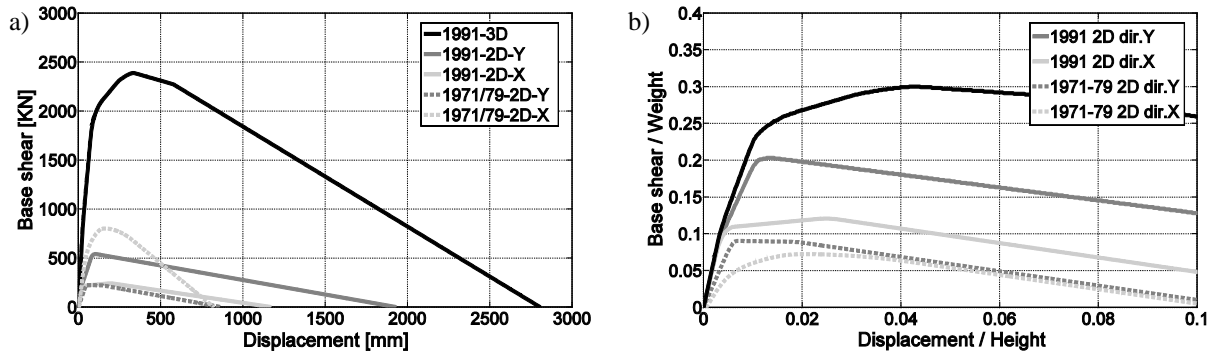 a)
Base shear [KN]
3000
2500
2000
1500
1000
500
0
0 500 1000 1500 2000 2500 3000
Displacement [mm]
1991-3D
1991-2D-Y
1991-2D-X
1971/79-2D-Y
1971/79-2D-X
b)
Base shear / Weight
0.4
0.35
0.3
0.25
0.2
0.15
0.1
0.05
0
0 0.02 0.04 0.06 0.08 0.1
Displacement / Height
1991 2D dir.Y
1991 2D dir.X
1971-79 2D dir.Y
1971-79 2D dir.X